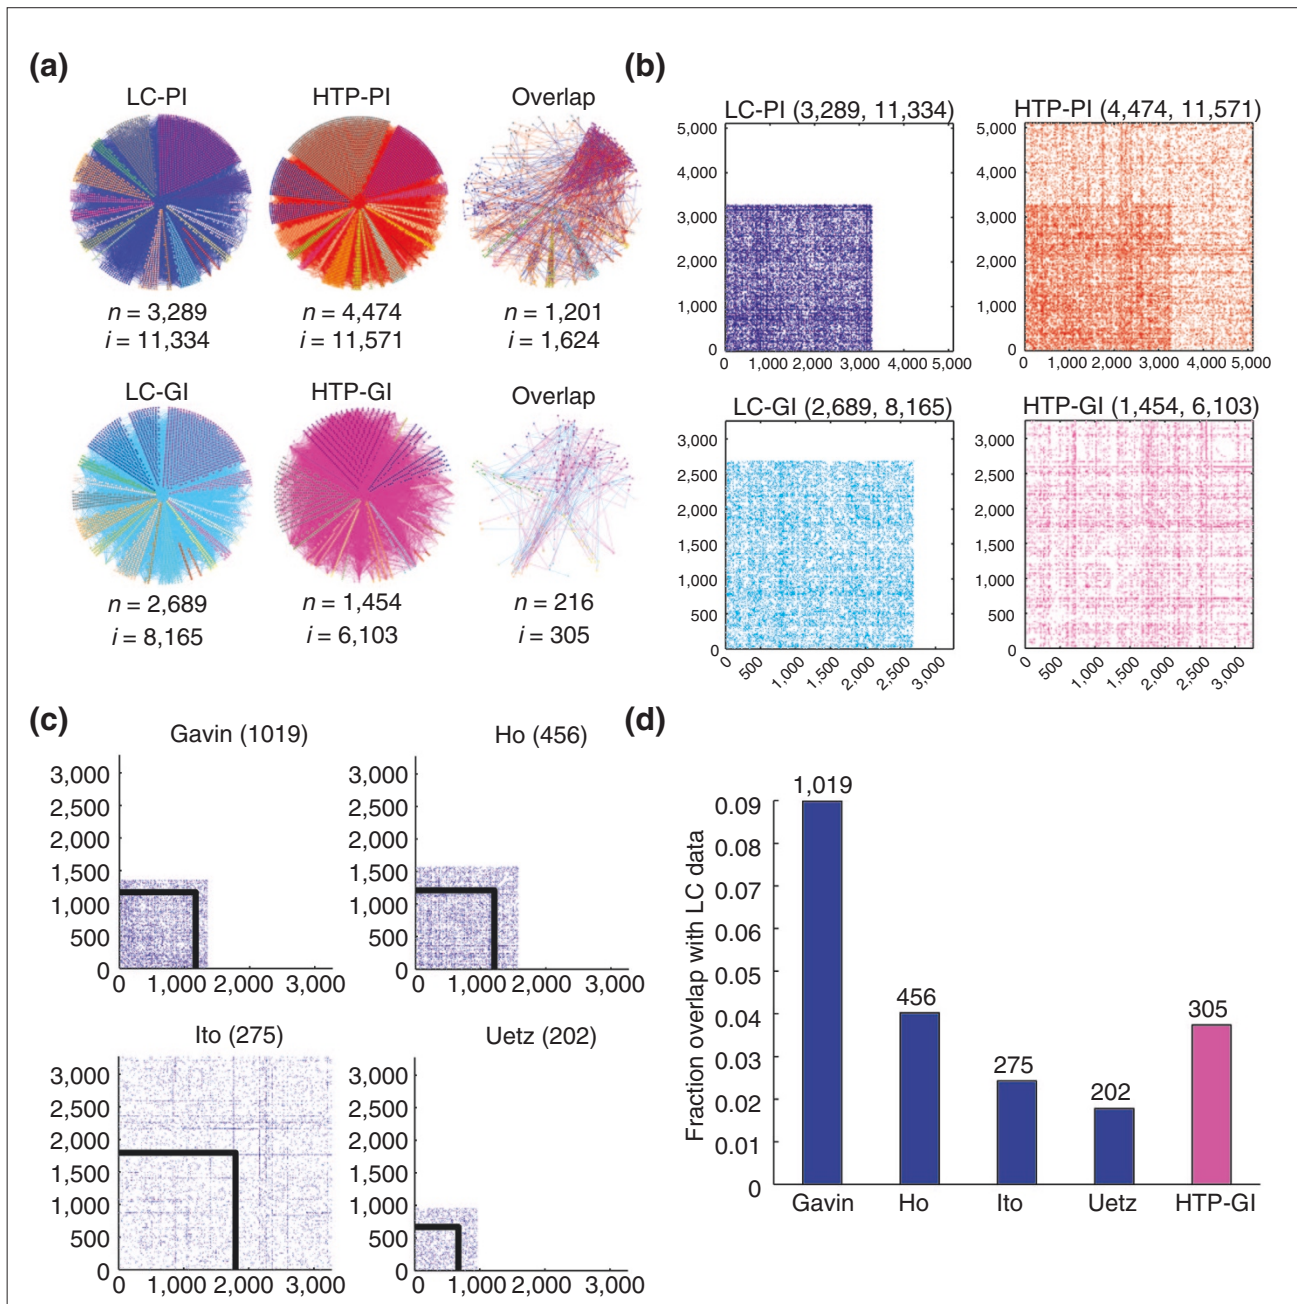 (a)
LC-PI HTP-PI Overlap
n = 3,289 n = 4,474 n = 1,201
i = 11,334 i = 11,571 i = 1,624
LC-GI HTP-GI Overlap
n = 2,689 n = 1,454 n = 216
i = 8,165 i = 6,103 i = 305
(b)
LC-PI (3,289, 11,334)
5,000
4,000
3,000
2,000
1,000
0
1,000 2,000 3,000 4,000 5,000
HTP-PI (4,474, 11,571)
5,000
4,000
3,000
2,000
1,000
0
1,000 2,000 3,000 4,000 5,000
LC-GI (2,689, 8,165)
3,000
2,500
2,000
1,500
1,000
500
0
0 500 1,000 1,500 2,000 2,500 3,000
HTP-GI (1,454, 6,103)
3,000
2,500
2,000
1,500
1,000
500
0
0 500 1,000 1,500 2,000 2,500 3,000
(c)
Gavin (1019)
3,000
2,500
2,000
1,500
1,000
500
0
0 1,000 2,000 3,000
Ho (456)
3,000
2,500
2,000
1,500
1,000
500
0
0 1,000 2,000 3,000
Ito (275)
3,000
2,500
2,000
1,500
1,000
500
0
0 1,000 2,000 3,000
Uetz (202)
3,000
2,500
2,000
1,500
1,000
500
0
0 1,000 2,000 3,000
(d)
Fraction overlap with LC data
0.09
0.08
0.07
0.06
0.05
0.04
0.03
0.02
0.01
0
1,019
456
275
202
305
Gavin Ho Ito Uetz HTP-GI